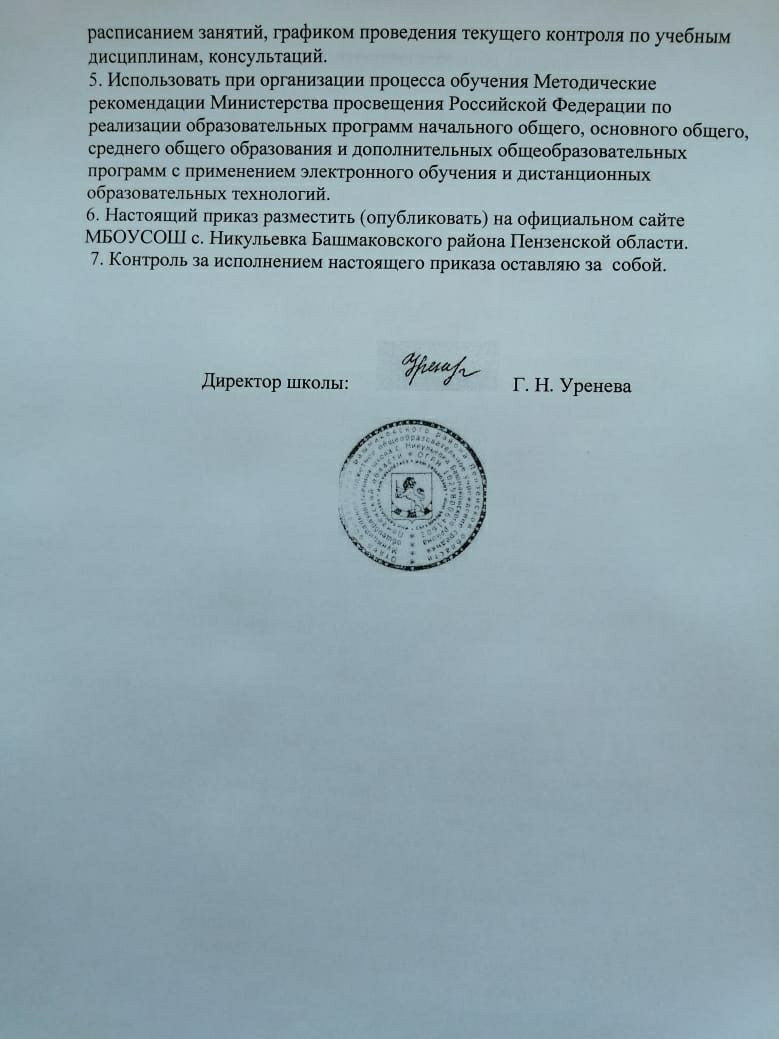 расписанием занятий, графиком проведения текущего контроля по учебным
дисциплинам, консультаций.
5. Использовать при организации процесса обучения Методические
рекомендации Министерства просвещения Российской Федерации по
реализации образовательных программ начального общего, основного общего,
среднего общего образования и дополнительных общеобразовательных
программ с применением электронного обучения и дистанционных
образовательных технологий.
6. Настоящий приказ разместить (опубликовать) на официальном сайте
МБОУСОШ с. Никульевка Башмаковского района Пензенской области.
7. Контроль за исполнением настоящего приказа оставляю за собой.
Директор школы:
Г. Н. Уренева